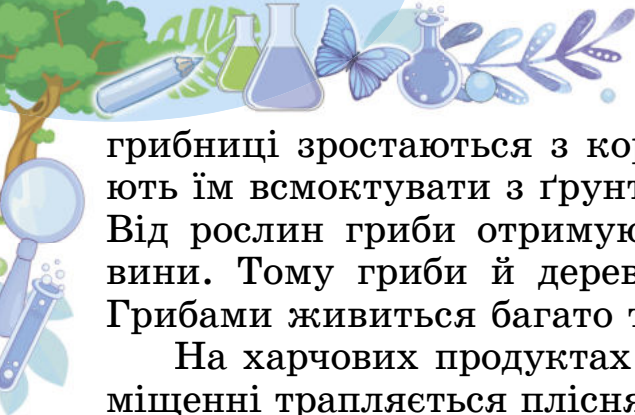 грибниці зростаються з кор
ють їм всмоктувати з ґрунт
Від рослин гриби отримую
вини. Тому гриби й дерев
Грибами живиться багато т
На харчових продуктах
міщенні трапляється плісня